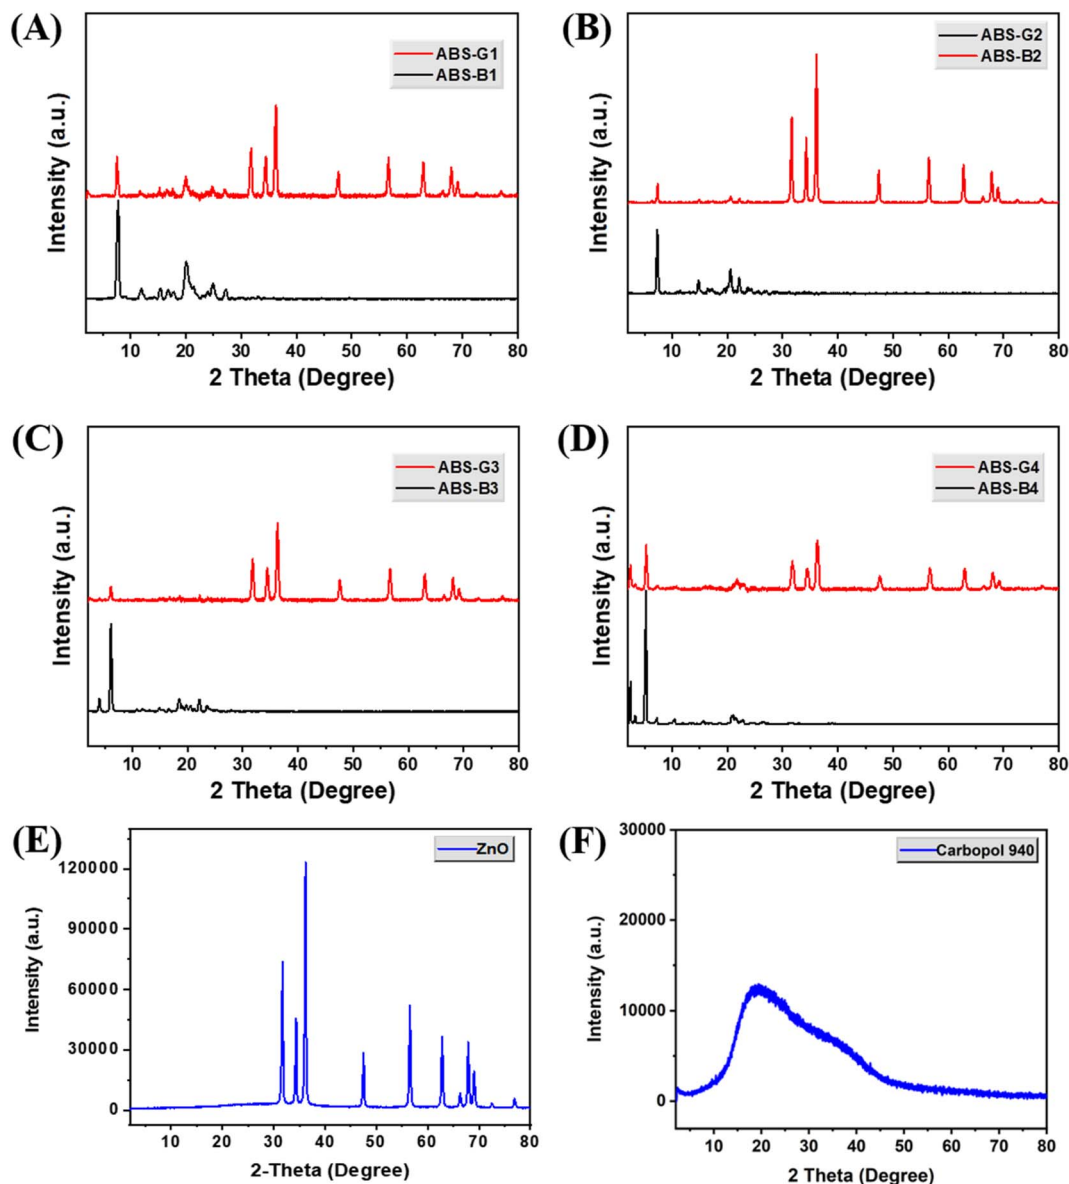 (A)
ABS-G1
ABS-B1
Intensity (a.u.)
10 20 30 40 50 60 70 80
2 Theta (Degree)
(B)
ABS-G2
ABS-B2
Intensity (a.u.)
10 20 30 40 50 60 70 80
2 Theta (Degree)
(C)
ABS-G3
ABS-B3
Intensity (a.u.)
10 20 30 40 50 60 70 80
2 Theta (Degree)
(D)
ABS-G4
ABS-B4
Intensity (a.u.)
10 20 30 40 50 60 70 80
2 Theta (Degree)
(E)
ZnO
Intensity (a.u.)
120000
90000
60000
30000
0
10 20 30 40 50 60 70 80
2-Theta (Degree)
(F)
Carbopol 940
Intensity (a.u.)
30000
20000
10000
0
10 20 30 40 50 60 70 80
2 Theta (Degree)